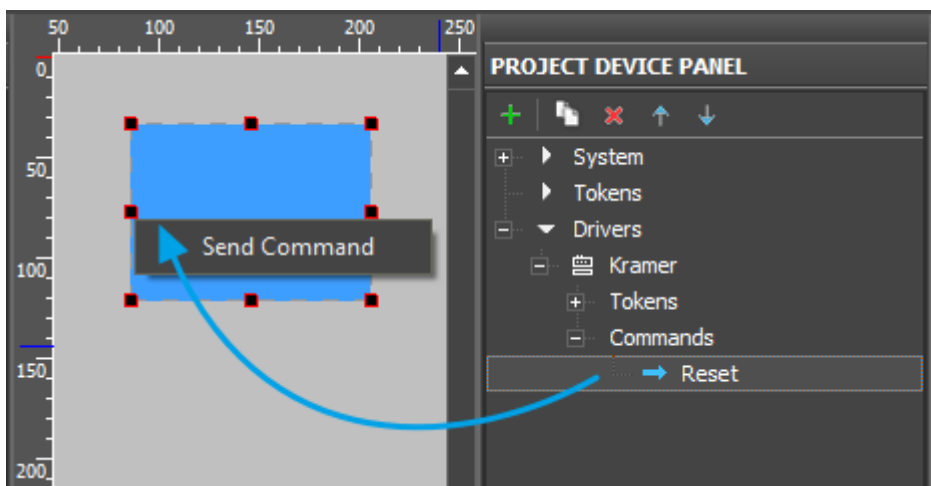 50 100 150 200 250
PROJECT DEVICE PANEL
0
50
100
150
200
Send Command
System
Tokens
Drivers
Kramer
Tokens
Commands
Reset